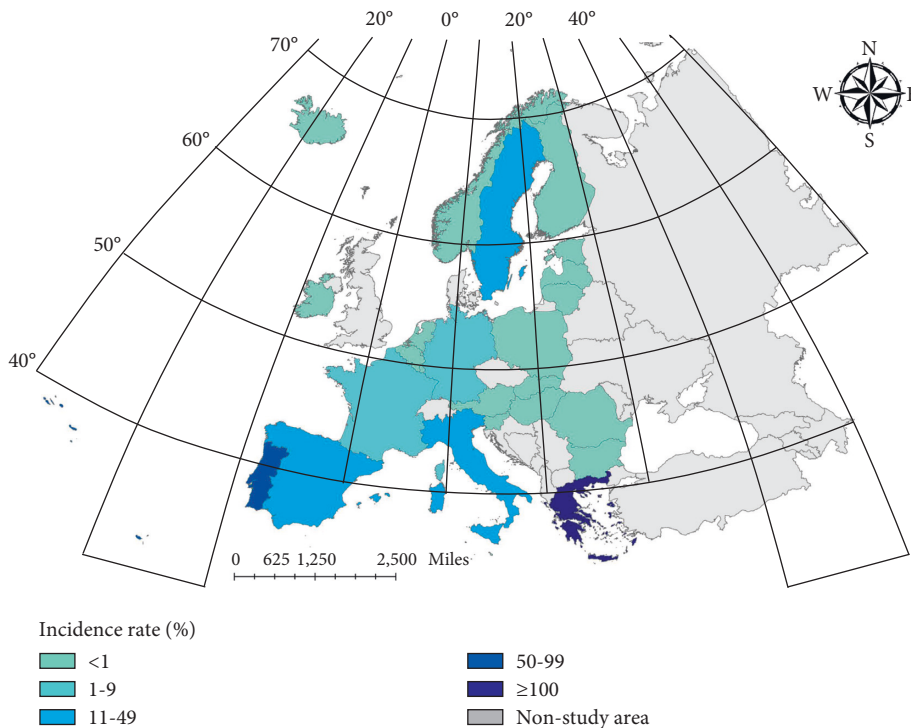 20° 0° 20° 40°
70°
60°
50°
40°
N
W E
S
0 625 1,250 2,500 Miles
Incidence rate (%)
<1
1-9
11-49
50-99
≥100
Non-study area